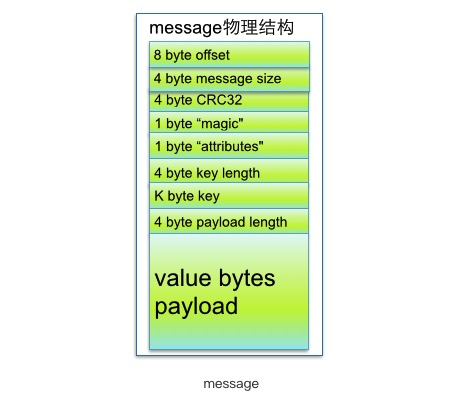 message物理结构
8 byte offset
4 byte message size
4 byte CRC32
1 byte “magic"
1 byte “attributes"
4 byte key length
K byte key
4 byte payload length
value bytes
payload
message